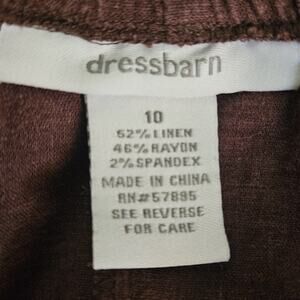 dressbarn
10
52% LINEN
46% RAYON
2% SPANDEX
MADE IN CHINA
RN#57895
SEE REVERSE
FOR CARE